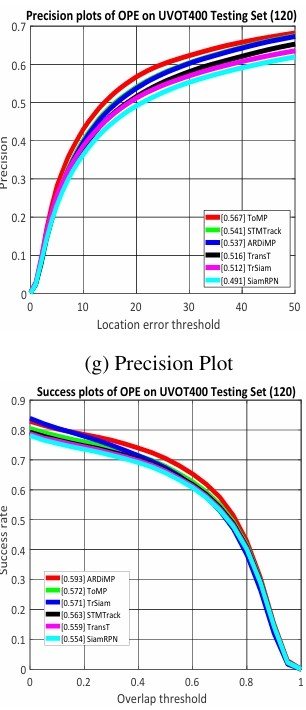 Precision plots of OPE on UVOT400 Testing Set (120)
0.7
0.6
0.5
0.4
0.3
0.2
0.1
0
Precision
[0.567] ToMP
[0.541] STMTrack
[0.537] ARDiMP
[0.516] TransT
[0.512] TrSiam
[0.491] SiamRPN
0 10 20 30 40 50
Location error threshold
(g) Precision Plot
Success plots of OPE on UVOT400 Testing Set (120)
0.9
0.8
0.7
0.6
0.5
0.4
0.3
0.2
0.1
0
Success rate
[0.593] ARDiMP
[0.572] ToMP
[0.571] TrSiam
[0.563] STMTrack
[0.559] TransT
[0.554] SiamRPN
0 0.2 0.4 0.6 0.8 1
Overlap threshold